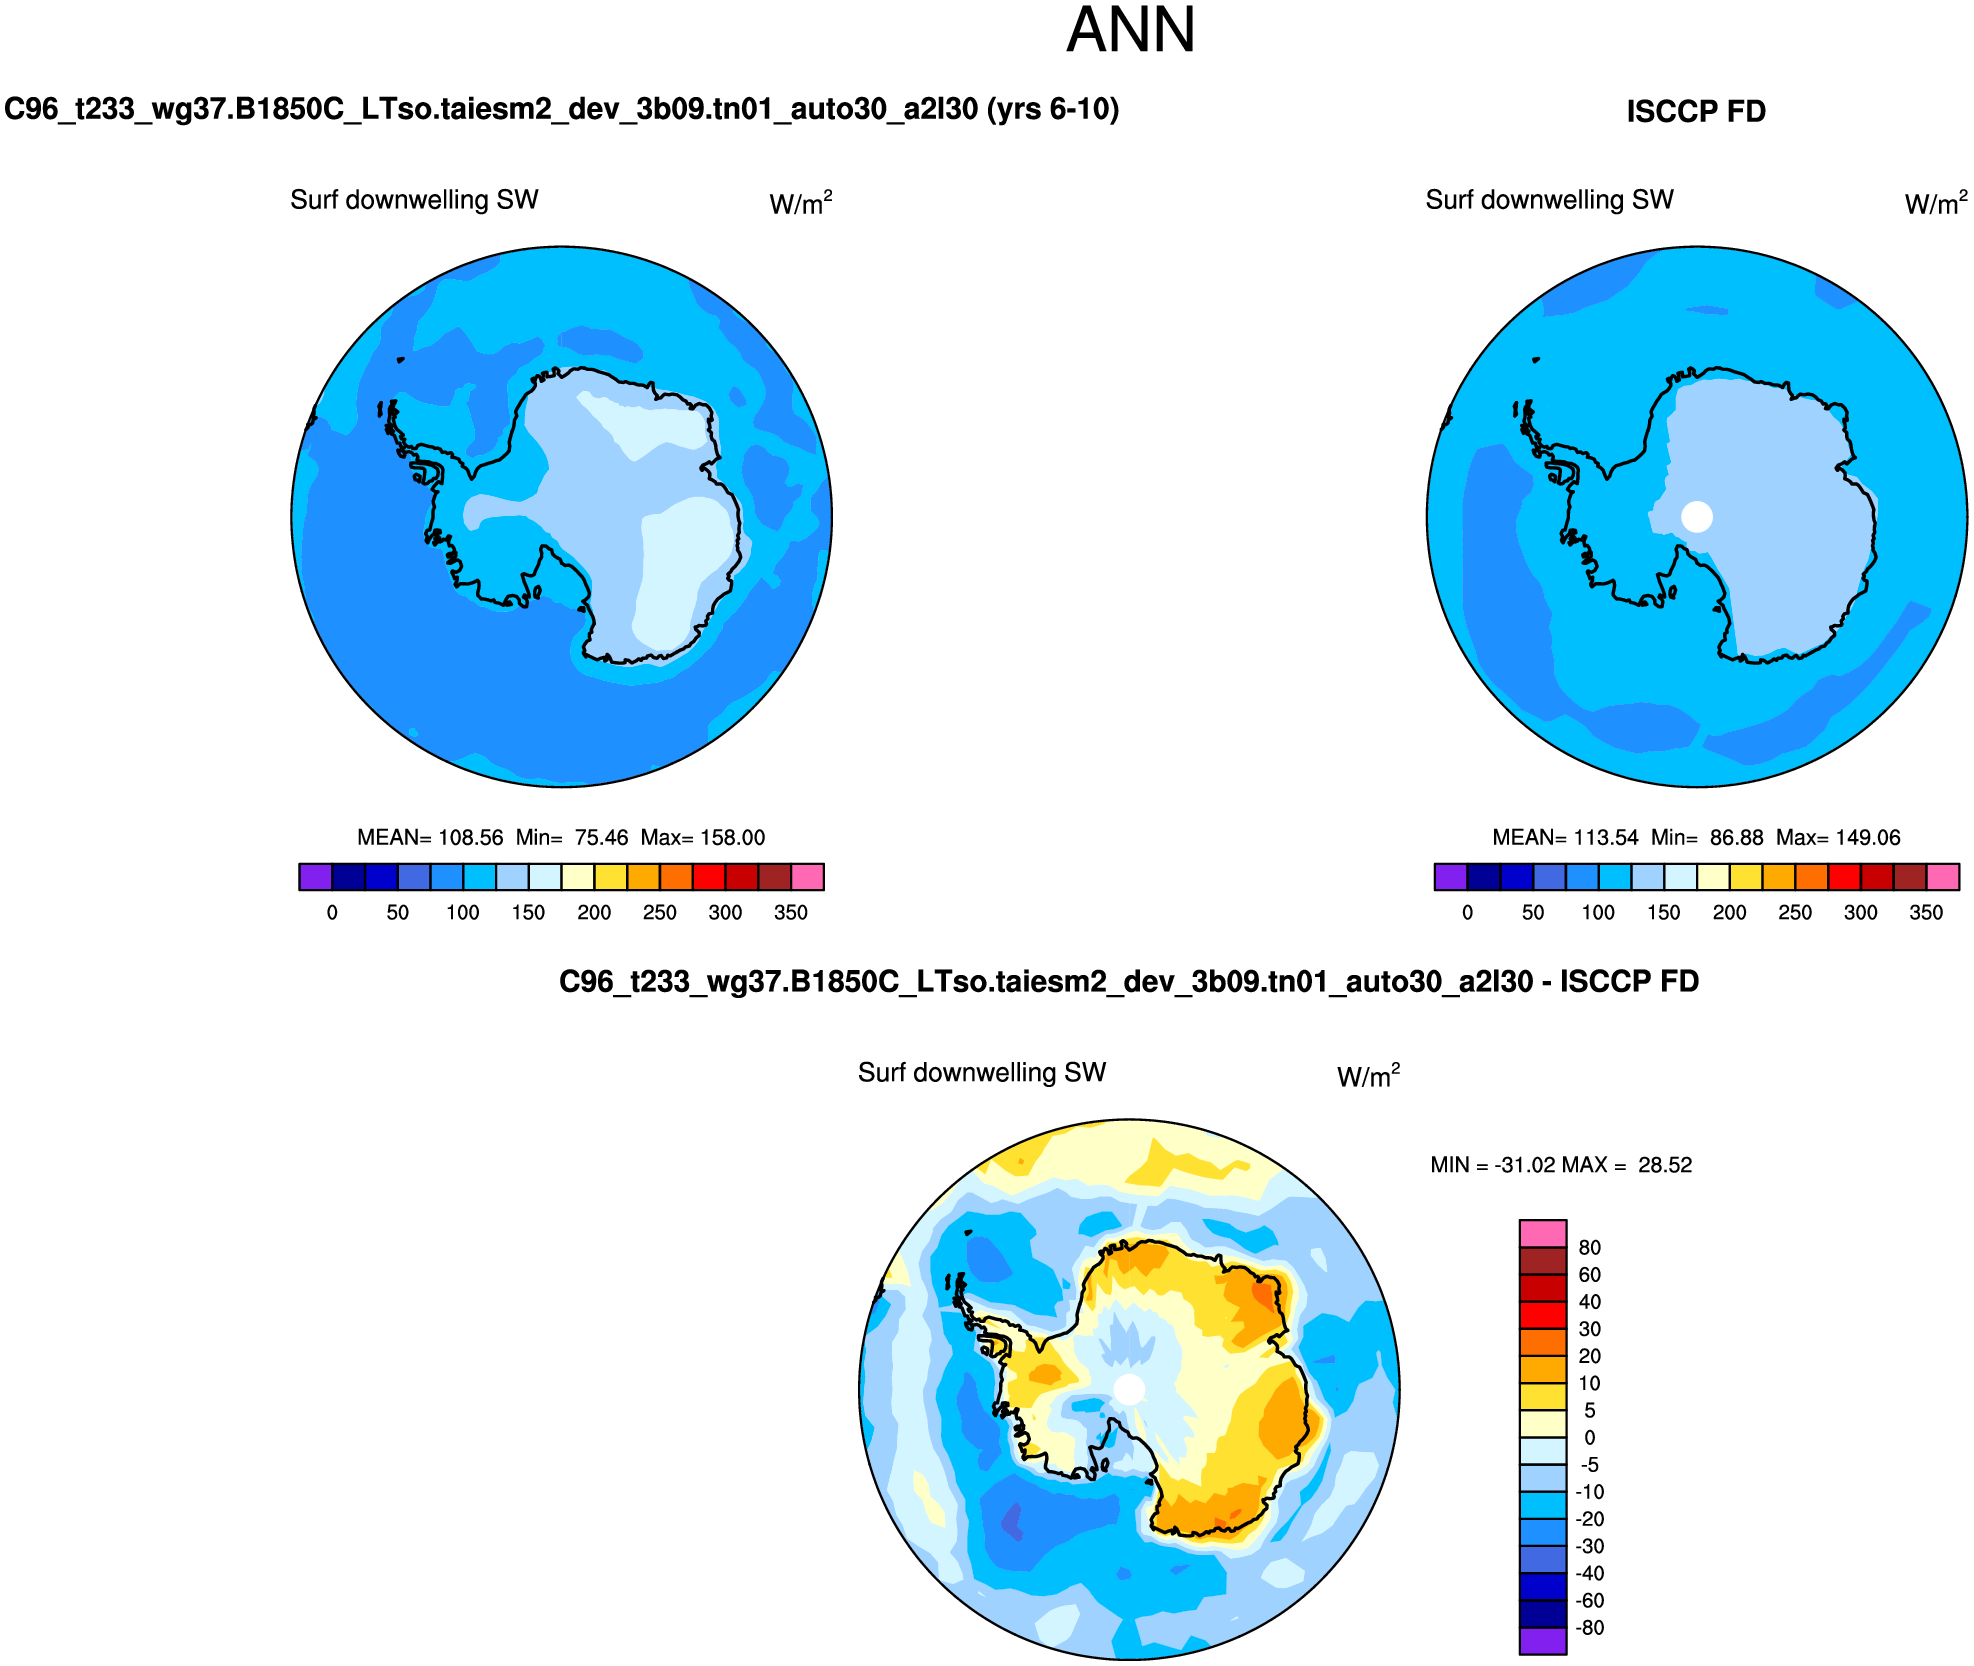 ANN
C96_t233_wg37.B1850C_LTso.taiesm2_dev_3b09.tn01_auto30_a2l30 (yrs 6-10)
ISCCP FD
Surf downwelling SW W/m²
Surf downwelling SW W/m²
MEAN= 108.56 Min= 75.46 Max= 158.00
0 50 100 150 200 250 300 350
MEAN= 113.54 Min= 86.88 Max= 149.06
0 50 100 150 200 250 300 350
C96_t233_wg37.B1850C_LTso.taiesm2_dev_3b09.tn01_auto30_a2l30 - ISCCP FD
Surf downwelling SW W/m²
MIN = -31.02 MAX = 28.52
80
60
40
30
20
10
5
0
-5
-10
-20
-30
-40
-60
-80